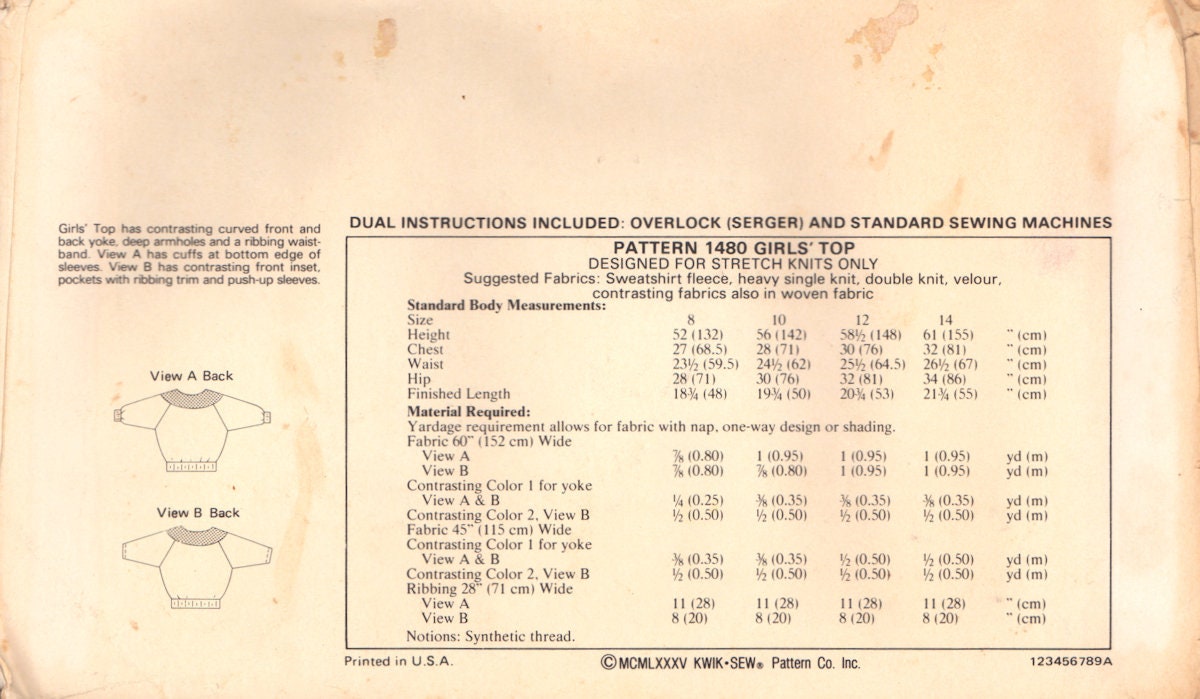 Girls' Top has contrasting curved front and
back yoke, deep armholes and a ribbing waist-
band. View A has cuffs at bottom edge of
sleeves. View B has contrasting front inset,
pockets with ribbing trim and push-up sleeves.
View A Back
View B Back
DUAL INSTRUCTIONS INCLUDED: OVERLOCK (SERGER) AND STANDARD SEWING MACHINES
PATTERN 1480 GIRLS' TOP
DESIGNED FOR STRETCH KNITS ONLY
Suggested Fabrics: Sweatshirt fleece, heavy single knit, double knit, velour,
contrasting fabrics also in woven fabric
Standard Body Measurements:
Size 8 10 12 14
Height 52 (132) 56 (142) 58½ (148) 61 (155) " (cm)
Chest 27 (68.5) 28 (71) 30 (76) 32 (81) " (cm)
Waist 23½ (59.5) 24½ (62) 25½ (64.5) 26½ (67) " (cm)
Hip 28 (71) 30 (76) 32 (81) 34 (86) " (cm)
Finished Length 18¾ (48) 19¾ (50) 20¾ (53) 21¾ (55) " (cm)
Material Required:
Yardage requirement allows for fabric with nap, one-way design or shading.
Fabric 60" (152 cm) Wide
View A ⅞ (0.80) 1 (0.95) 1 (0.95) 1 (0.95) yd (m)
View B ⅞ (0.80) ⅞ (0.80) 1 (0.95) 1 (0.95) yd (m)
Contrasting Color 1 for yoke
View A & B ¼ (0.25) ⅜ (0.35) ⅜ (0.35) ⅜ (0.35) yd (m)
Contrasting Color 2, View B ½ (0.50) ½ (0.50) ½ (0.50) ½ (0.50) yd (m)
Fabric 45" (115 cm) Wide
Contrasting Color 1 for yoke
View A & B ⅜ (0.35) ⅜ (0.35) ½ (0.50) ½ (0.50) yd (m)
Contrasting Color 2, View B ½ (0.50) ½ (0.50) ½ (0.50) ½ (0.50) yd (m)
Ribbing 28" (71 cm) Wide
View A 11 (28) 11 (28) 11 (28) 11 (28) " (cm)
View B 8 (20) 8 (20) 8 (20) 8 (20) " (cm)
Notions: Synthetic thread.
Printed in U.S.A.
©MCMLXXXV KWIK•SEW® Pattern Co. Inc.
123456789A